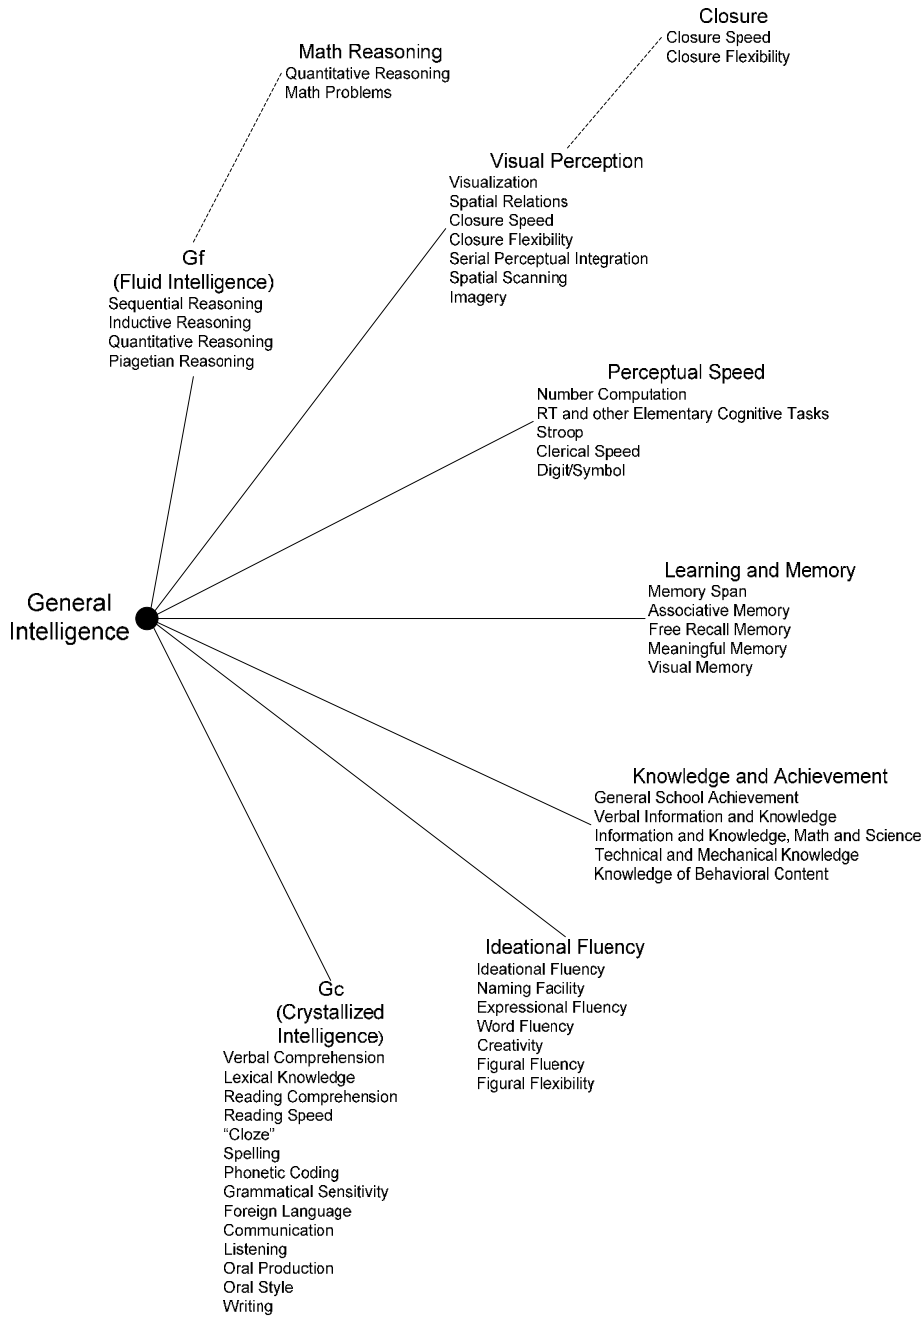 Closure
Closure Speed
Closure Flexibility
Math Reasoning
Quantitative Reasoning
Math Problems
Visual Perception
Visualization
Spatial Relations
Closure Speed
Closure Flexibility
Serial Perceptual Integration
Spatial Scanning
Imagery
Gf
(Fluid Intelligence)
Sequential Reasoning
Inductive Reasoning
Quantitative Reasoning
Piagetian Reasoning
Perceptual Speed
Number Computation
RT and other Elementary Cognitive Tasks
Stroop
Clerical Speed
Digit/Symbol
General
Intelligence
Learning and Memory
Memory Span
Associative Memory
Free Recall Memory
Meaningful Memory
Visual Memory
Knowledge and Achievement
General School Achievement
Verbal Information and Knowledge
Information and Knowledge, Math and Science
Technical and Mechanical Knowledge
Knowledge of Behavioral Content
Ideational Fluency
Ideational Fluency
Naming Facility
Expressional Fluency
Word Fluency
Creativity
Figural Fluency
Figural Flexibility
Gc
(Crystallized
Intelligence)
Verbal Comprehension
Lexical Knowledge
Reading Comprehension
Reading Speed
“Cloze”
Spelling
Phonetic Coding
Grammatical Sensitivity
Foreign Language
Communication
Listening
Oral Production
Oral Style
Writing